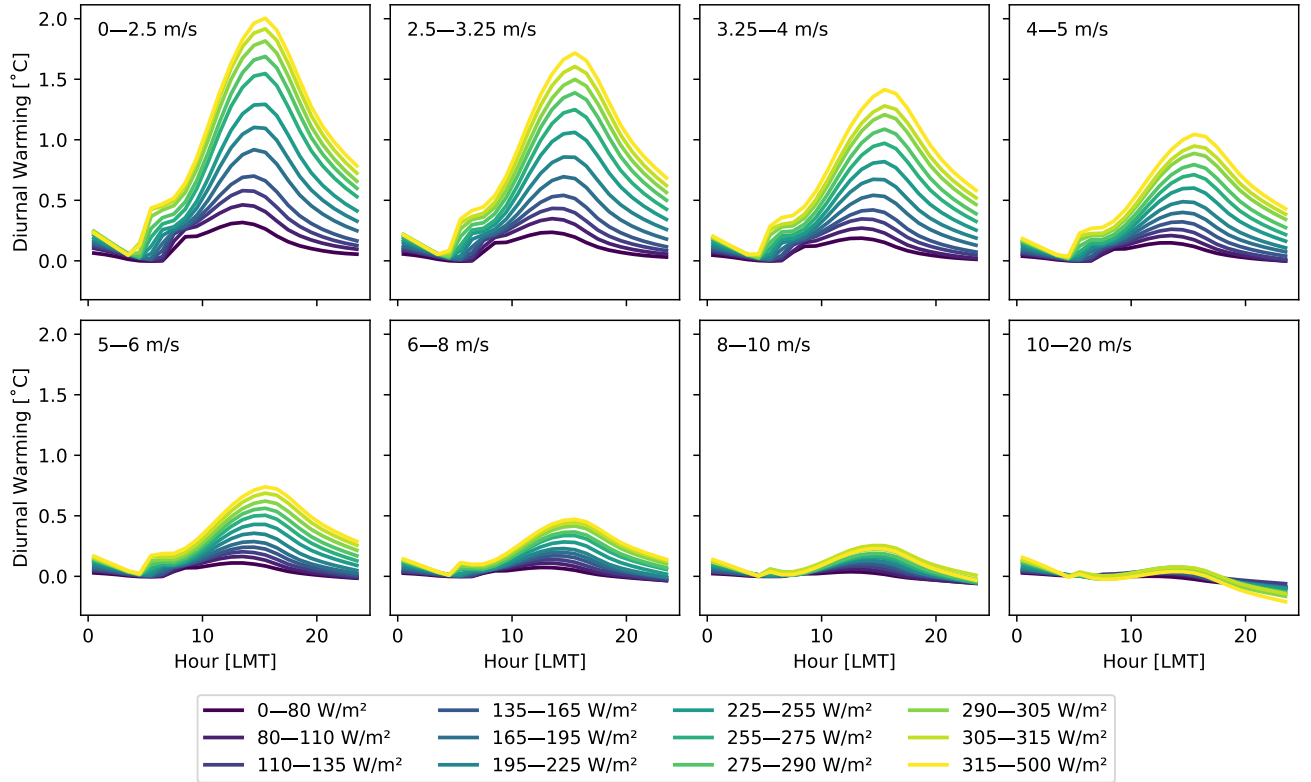 0—2.5 m/s
2.5—3.25 m/s
3.25—4 m/s
4—5 m/s
Diurnal Warming [˚C]
2.0
1.5
1.0
0.5
0.0
5—6 m/s
6—8 m/s
8—10 m/s
10—20 m/s
Diurnal Warming [˚C]
2.0
1.5
1.0
0.5
0.0
0 10 20 0 10 20 0 10 20 0 10 20
Hour [LMT] Hour [LMT] Hour [LMT] Hour [LMT]
0—80 W/m² 135—165 W/m² 225—255 W/m² 290—305 W/m²
80—110 W/m² 165—195 W/m² 255—275 W/m² 305—315 W/m²
110—135 W/m² 195—225 W/m² 275—290 W/m² 315—500 W/m²